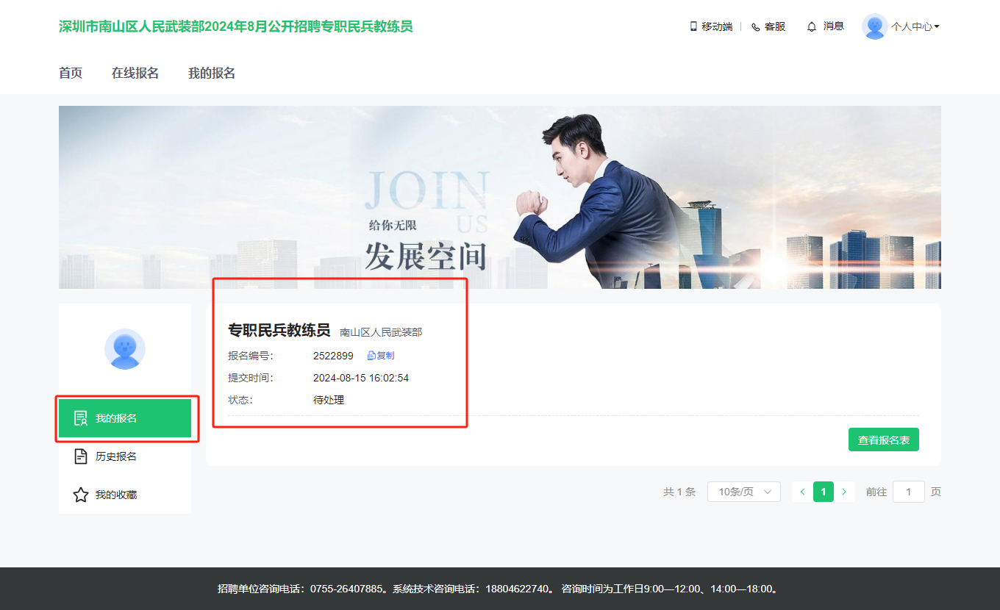 深圳市南山区人民武装部2024年8月公开招聘专职民兵教练员
移动端 客服 消息 个人中心
首页 在线报名 我的报名
JOIN
US
给你无限
发展空间
专职民兵教练员 南山区人民武装部
报名编号: 2522899 复制
提交时间: 2024-08-15 16:02:54
状态: 待处理
我的报名
历史报名
我的收藏
查看报名表
共 1 条 10条/页 1 前往 1 页
招聘单位咨询电话：0755-26407885。系统技术咨询电话：18804622740。 咨询时间为工作日9:00—12:00、14:00—18:00。